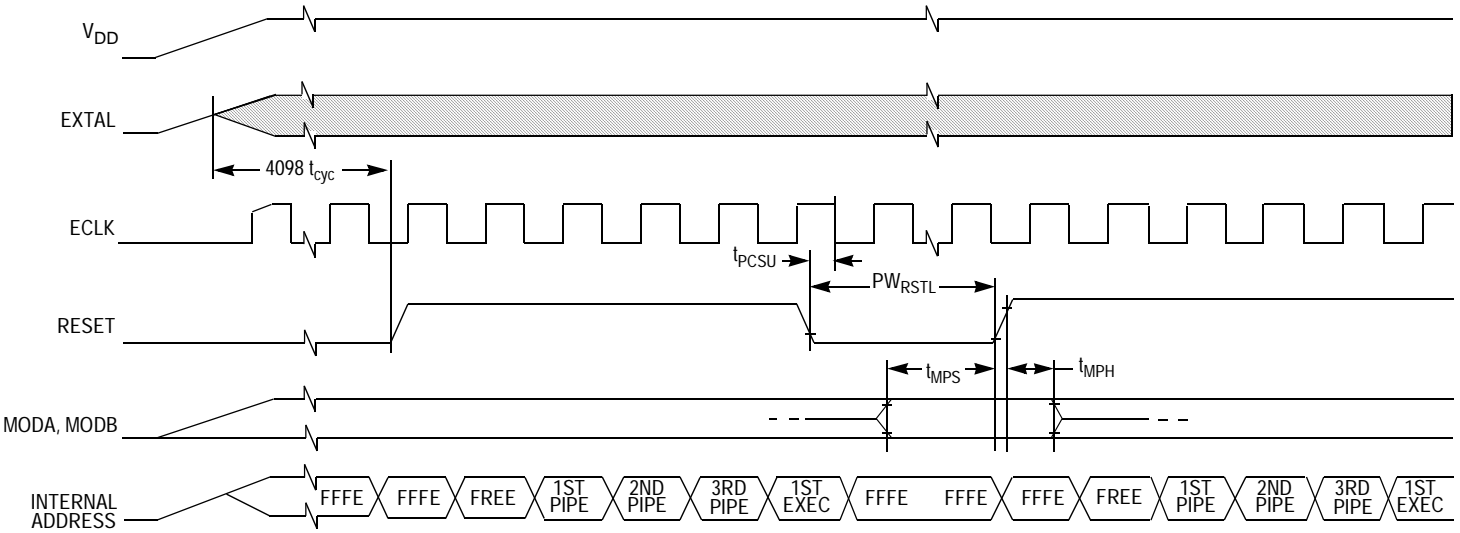 VDD
EXTAL
4098 tcyc
ECLK
tPCSU
PWRSTL
RESET
tMPS
tMPH
MODA, MODB
INTERNAL
ADDRESS
FFFE
FFFE
FREE
1ST
PIPE
2ND
PIPE
3RD
PIPE
1ST
EXEC
FFFE
FFFE
FFFE
FREE
1ST
PIPE
2ND
PIPE
3RD
PIPE
1ST
EXEC